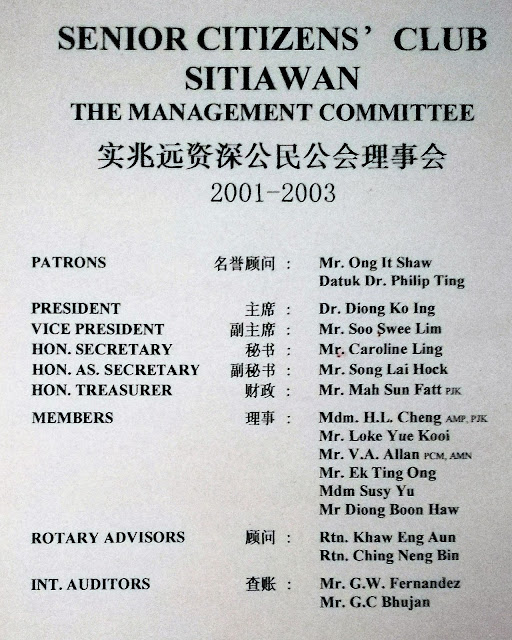 SENIOR CITIZENS' CLUB
SITIAWAN
THE MANAGEMENT COMMITTEE
实兆远资深公民公会理事会
2001-2003
PATRONS 名誉顾问 : Mr. Ong It Shaw
Datuk Dr. Philip Ting
PRESIDENT 主席 : Dr. Diong Ko Ing
VICE PRESIDENT 副主席 : Mr. Soo Swee Lim
HON. SECRETARY 秘书 : Mr. Caroline Ling
HON. AS. SECRETARY 副秘书 : Mr. Song Lai Hock
HON. TREASURER 财政 : Mr. Mah Sun Fatt PJK
MEMBERS 理事 : Mdm. H.L. Cheng AMP, PJK
Mr. Loke Yue Kooi
Mr. V.A. Allan PCM, AMN
Mr. Ek Ting Ong
Mdm Susy Yu
Mr Diong Boon Haw
ROTARY ADVISORS 顾问 : Rtn. Khaw Eng Aun
Rtn. Ching Neng Bin
INT. AUDITORS 查账 : Mr. G.W. Fernandez
Mr. G.C Bhujan